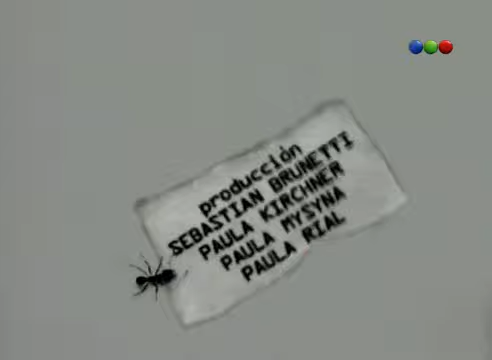 producción
SEBASTIAN BRUNETTI
PAULA KIRCHNER
PAULA MYSYNA
PAULA RIAL